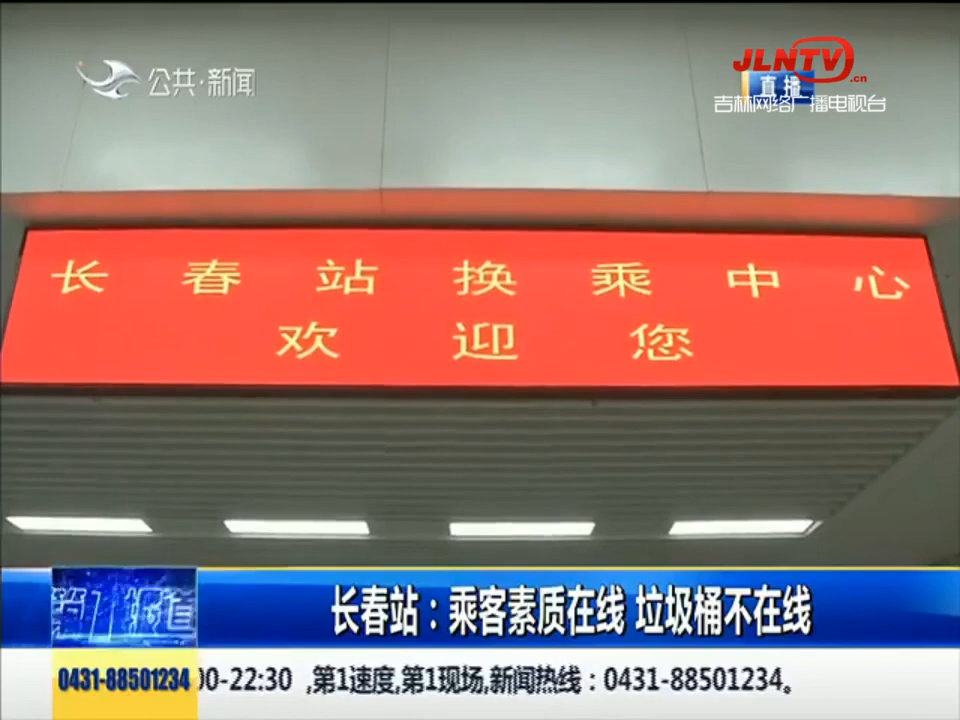 公共·新闻
JLNTV.cn
直播
吉林网络广播电视台
长春站换乘中心
欢迎您
长春站：乘客素质在线 垃圾桶不在线
0431-88501234
00-22:30 ,第1速度,第1现场,新闻热线：0431-88501234。